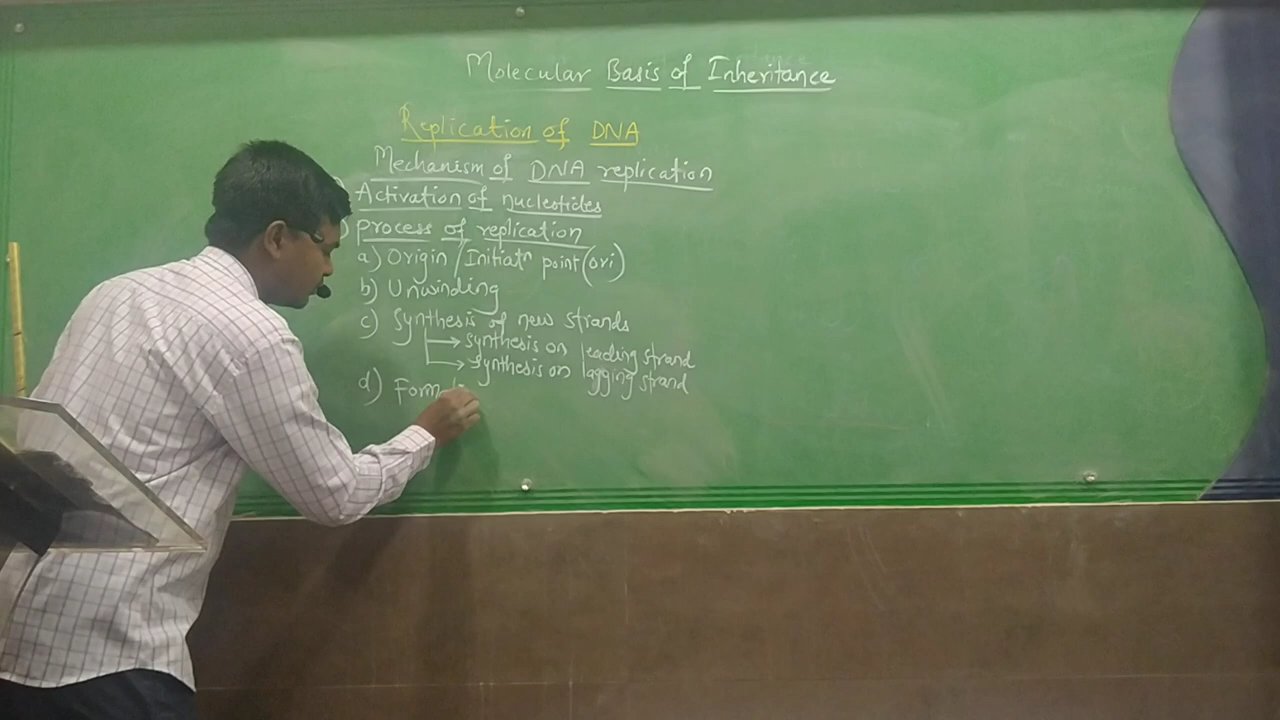 Molecular Basis of Inheritance
Replication of DNA
Mechanism of DNA replication
Activation of nucleotides
) process of replication
a) Origin / Initiatn point (ori)
b) Unwinding
c) Synthesis of new strands
→ synthesis on leading strand
→ synthesis on lagging strand
d) Form